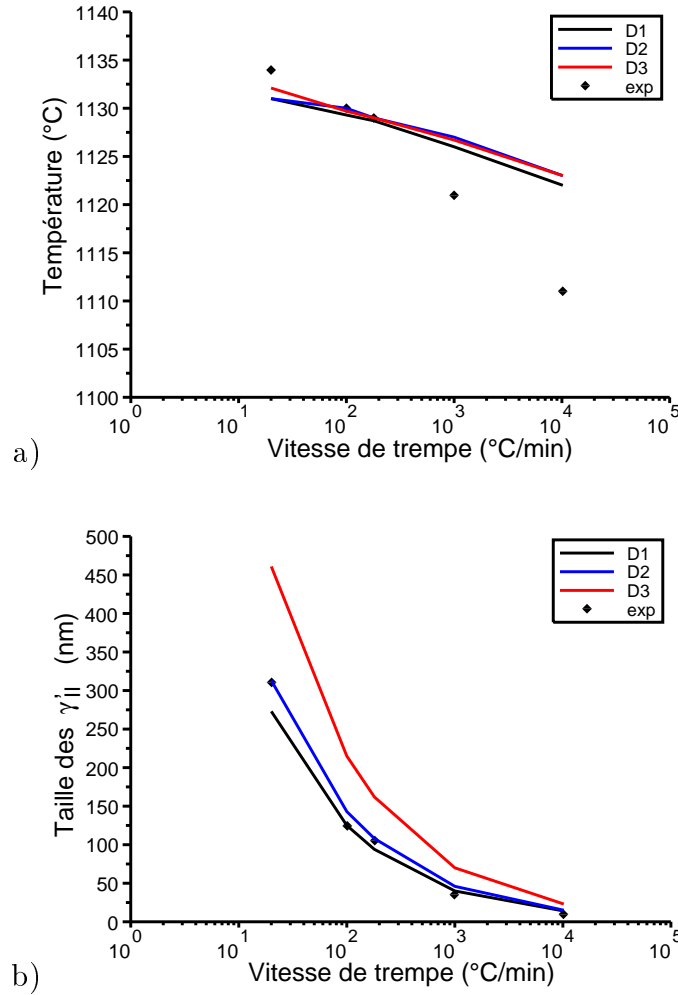 1140
1135
1130
1125
1120
1115
1110
1105
1100
Température (°C)
D1
D2
D3
exp
10^0 10^1 10^2 10^3 10^4 10^5
Vitesse de trempe (°C/min)
a)
500
450
400
350
300
250
200
150
100
50
0
Taille des γ'II (nm)
D1
D2
D3
exp
10^0 10^1 10^2 10^3 10^4 10^5
Vitesse de trempe (°C/min)
b)